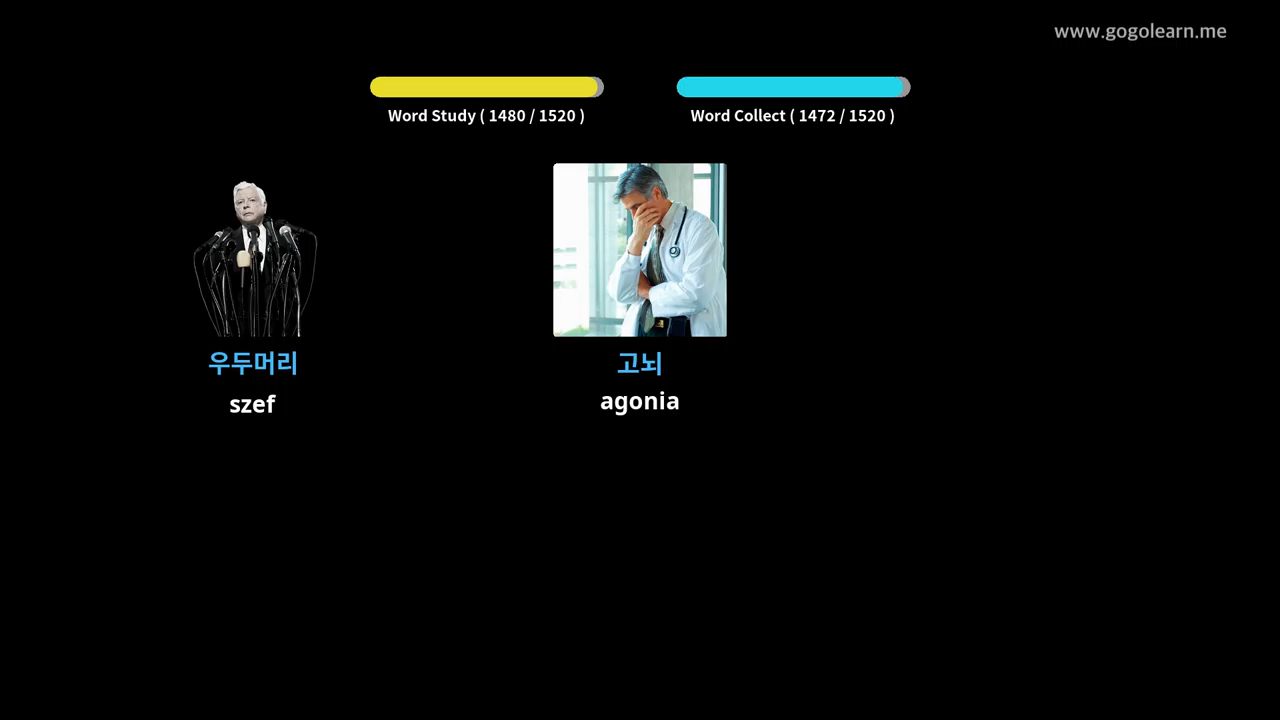 www.gogolearn.me
Word Study ( 1480 / 1520 )
Word Collect ( 1472 / 1520 )
우두머리
szef
고뇌
agonia